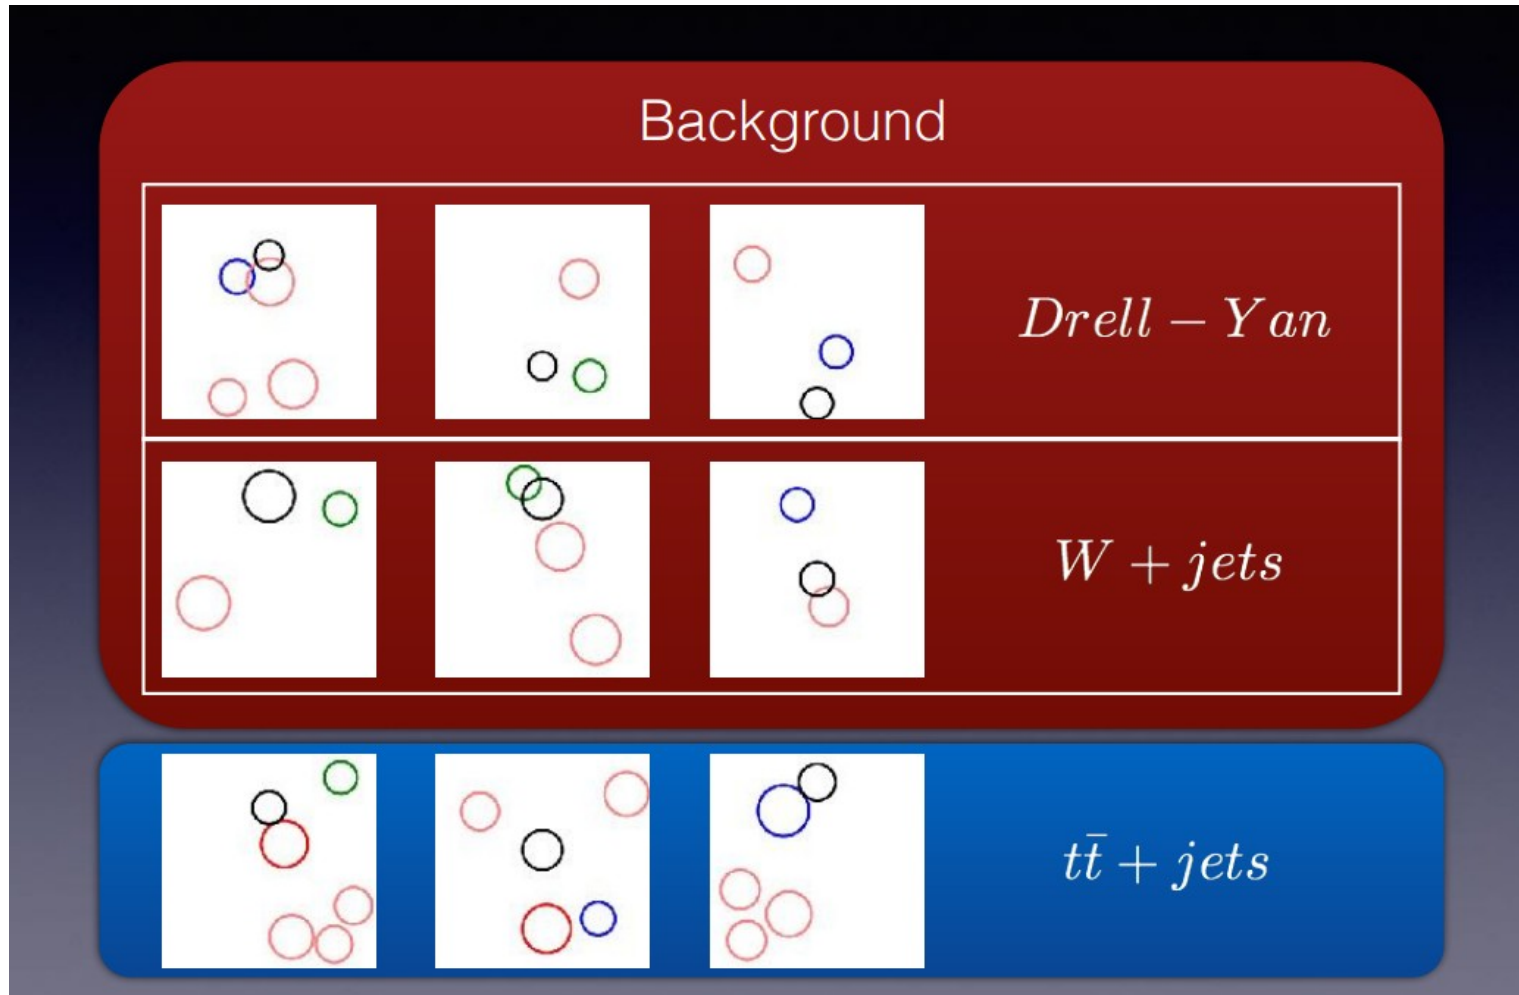 Background
Drell − Yan
W + jets
tt̄ + jets